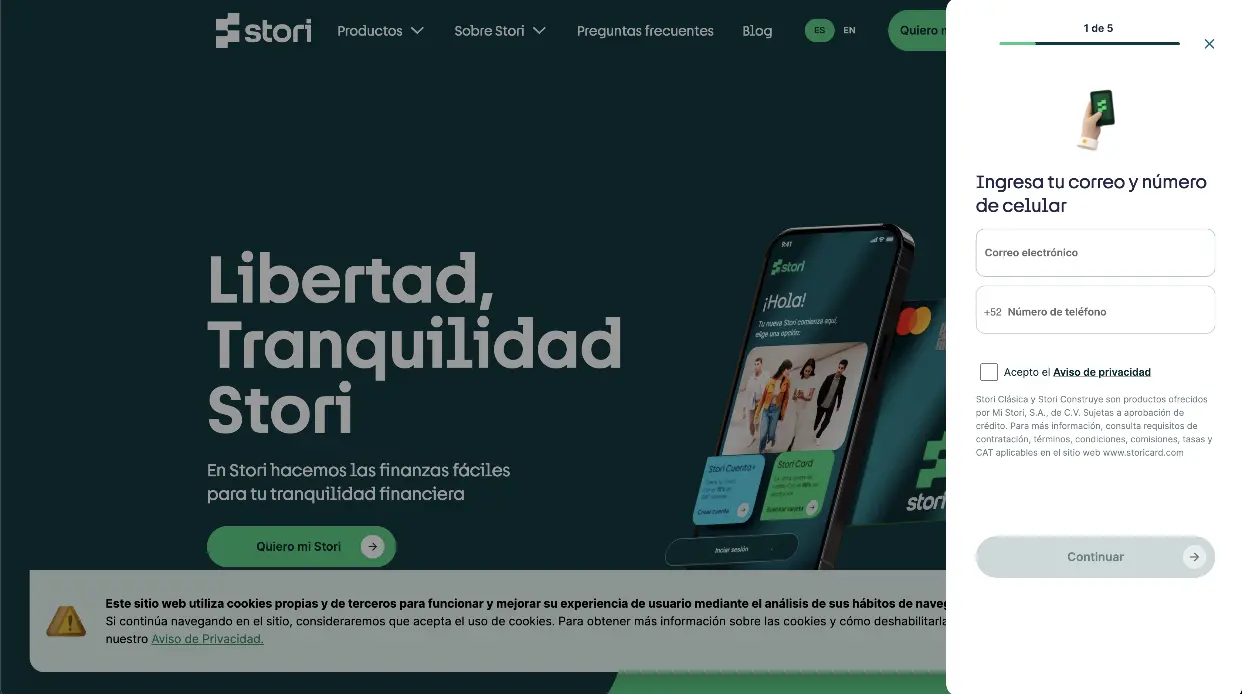 stori
Productos
Sobre Stori
Preguntas frecuentes
Blog
ES
EN
Quiero
Libertad,
Tranquilidad
Stori
En Stori hacemos las finanzas fáciles
para tu tranquilidad financiera
Quiero mi Stori
9:41
stori
¡Hola!
Tu nueva Stori comienza aquí,
elige una opción:
Stori Cuenta+
Crear cuenta
Stori Card
Iniciar sesión
stori
Este sitio web utiliza cookies propias y de terceros para funcionar y mejorar su experiencia de usuario mediante el análisis de sus hábitos de naveg
Si continúa navegando en el sitio, consideraremos que acepta el uso de cookies. Para obtener más información sobre las cookies y cómo deshabilitarla
nuestro Aviso de Privacidad.
1 de 5
Ingresa tu correo y número
de celular
Correo electrónico
+52 Número de teléfono
Acepto el Aviso de privacidad
Stori Clásica y Stori Construye son productos ofrecidos
por Mi Stori, S.A., de C.V. Sujetas a aprobación de
crédito. Para más información, consulta requisitos de
contratación, términos, condiciones, comisiones, tasas y
CAT aplicables en el sitio web www.storicard.com
Continuar